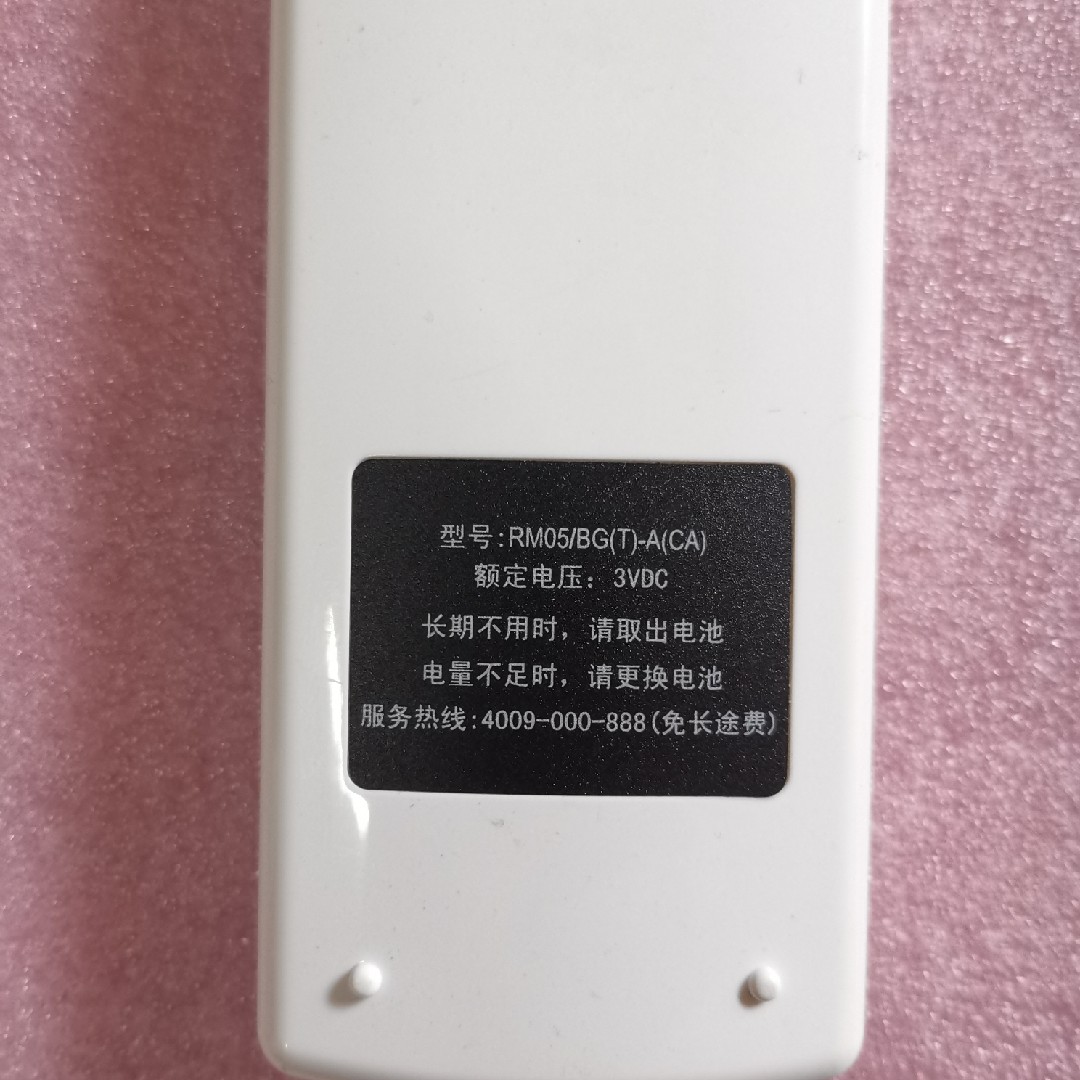 型号:RM05/BG(T)-A(CA)
额定电压：3VDC
长期不用时，请取出电池
电量不足时，请更换电池
服务热线:4009-000-888(免长途费)